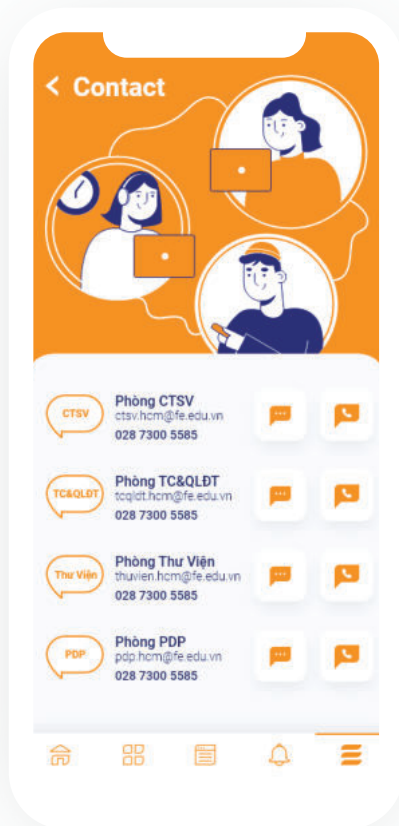 Contact
CTSV
Phòng CTSV
ctsv.hcm@fe.edu.vn
028 7300 5585
TC&QLĐT
Phòng TC&QLĐT
tcqldt.hcm@fe.edu.vn
028 7300 5585
Thư Viện
Phòng Thư Viện
thuvien.hcm@fe.edu.vn
028 7300 5585
PDP
Phòng PDP
pdp.hcm@fe.edu.vn
028 7300 5585